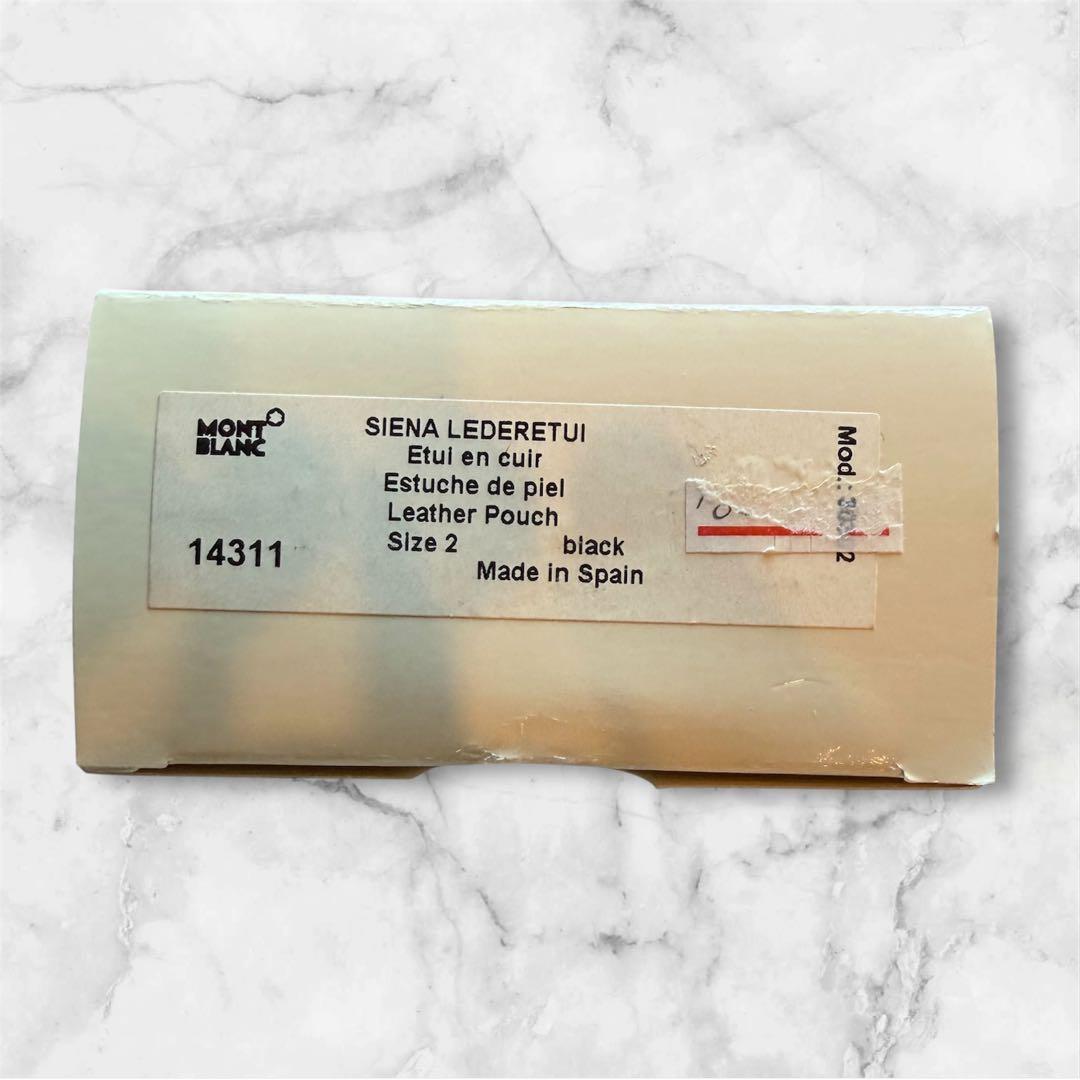 MONT
BLANC
14311
SIENA LEDERETUI
Etui en cuir
Estuche de piel
Leather Pouch
Size 2 black
Made in Spain
Mod.: